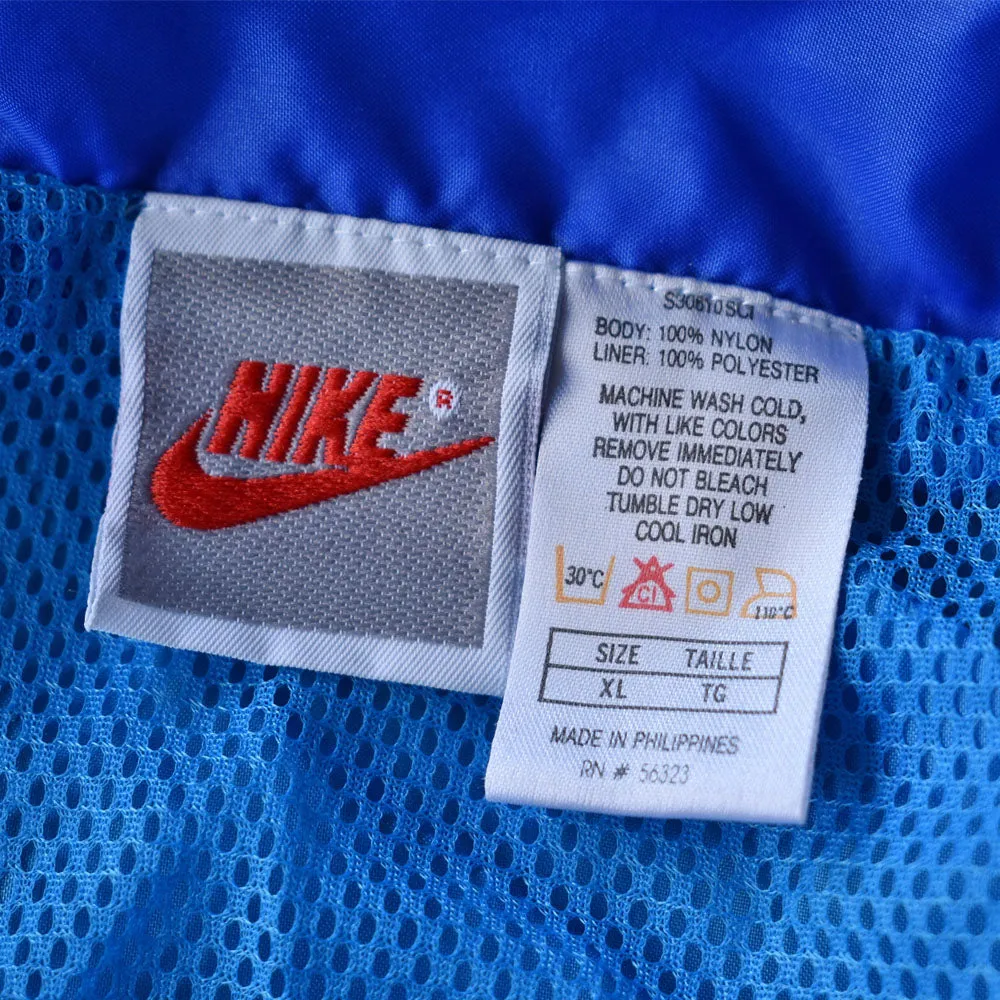 NIKE
R
BODY: 100% NYLON
LINER: 100% POLYESTER
MACHINE WASH COLD,
WITH LIKE COLORS
REMOVE IMMEDIATELY
DO NOT BLEACH
TUMBLE DRY LOW
COOL IRON
30°C
Cl
110°C
SIZE TAILLE
XL TG
MADE IN PHILIPPINES
RN # 56323